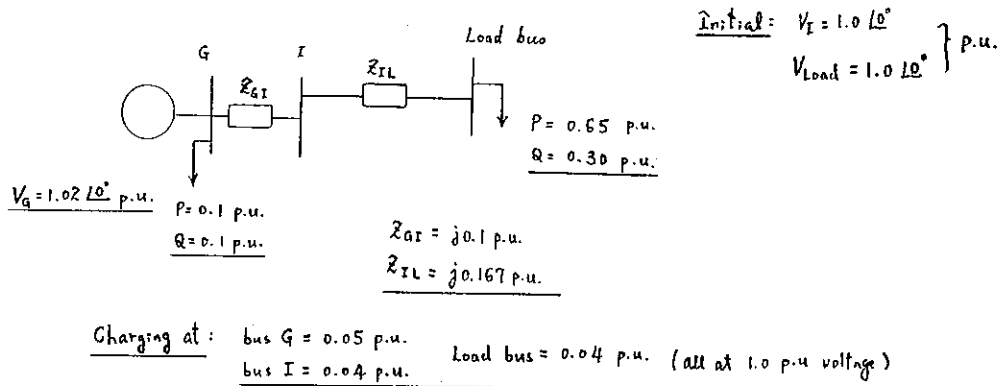 Initial: V_I = 1.0 ∠0°
V_Load = 1.0 ∠0° } p.u.
Load bus
G
I
Z_GI
Z_IL
P = 0.65 p.u.
Q = 0.30 p.u.
V_G = 1.02 ∠0° p.u.
P = 0.1 p.u.
Q = 0.1 p.u.
Z_GI = j0.1 p.u.
Z_IL = j0.167 p.u.
Charging at: bus G = 0.05 p.u.
bus I = 0.04 p.u. Load bus = 0.04 p.u. (all at 1.0 p.u voltage)